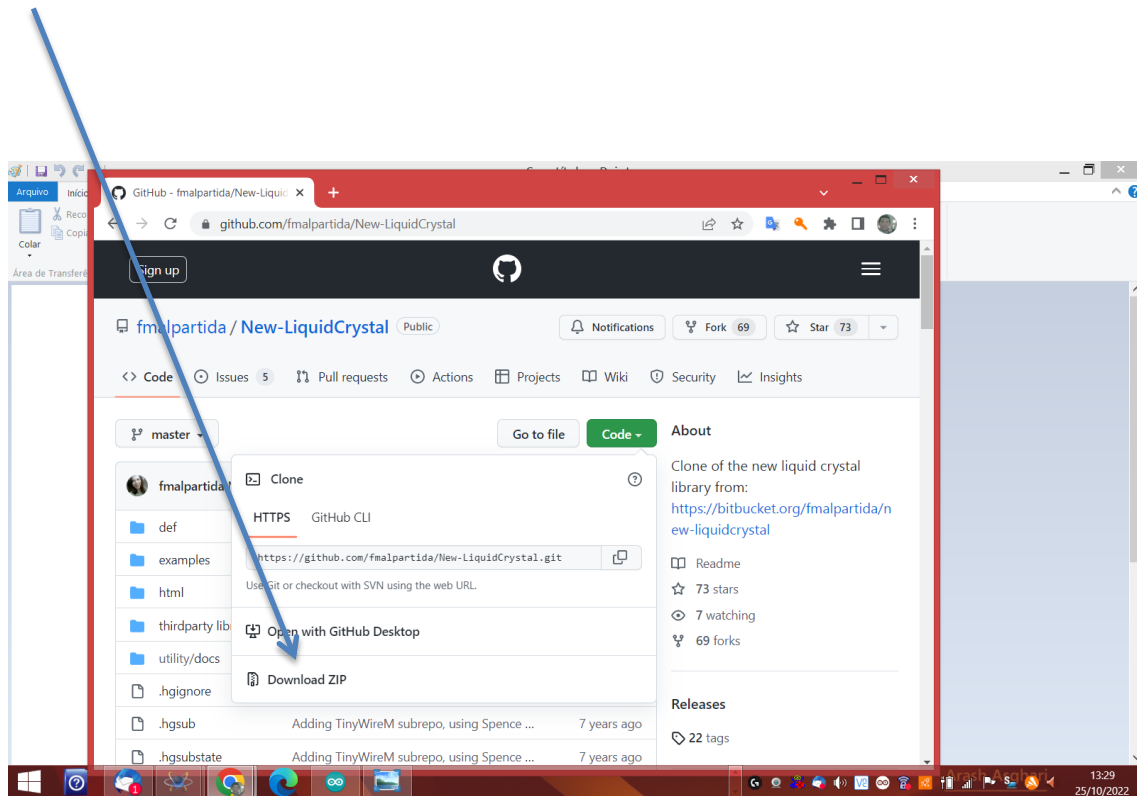 Arquivo Início
GitHub - fmalpartida/New-Liquid
Colar
github.com/fmalpartida/New-LiquidCrystal
Sign up
fmalpartida / New-LiquidCrystal Public
Notifications
Fork 69
Star 73
Code
Issues 5
Pull requests
Actions
Projects
Wiki
Security
Insights
master
Go to file
Code
About
Clone of the new liquid crystal
library from:
https://bitbucket.org/fmalpartida/n
ew-liquidcrystal
Readme
73 stars
7 watching
69 forks
Releases
22 tags
fmalpartida
def
examples
html
thirdparty lib
utility/docs
.hgignore
.hgsub Adding TinyWireM subrepo, using Spence ... 7 years ago
.hgsubstate Adding TinyWireM subrepo, using Spence ... 7 years ago
Clone
HTTPS GitHub CLI
https://github.com/fmalpartida/New-LiquidCrystal.git
Use Git or checkout with SVN using the web URL.
Open with GitHub Desktop
Download ZIP
Arash Asghari
13:29
25/10/2022